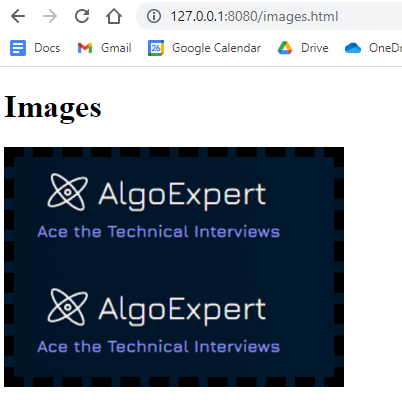 127.0.0.1:8080/images.html
Docs Gmail Google Calendar Drive OneDr
Images
AlgoExpert
Ace the Technical Interviews
AlgoExpert
Ace the Technical Interviews